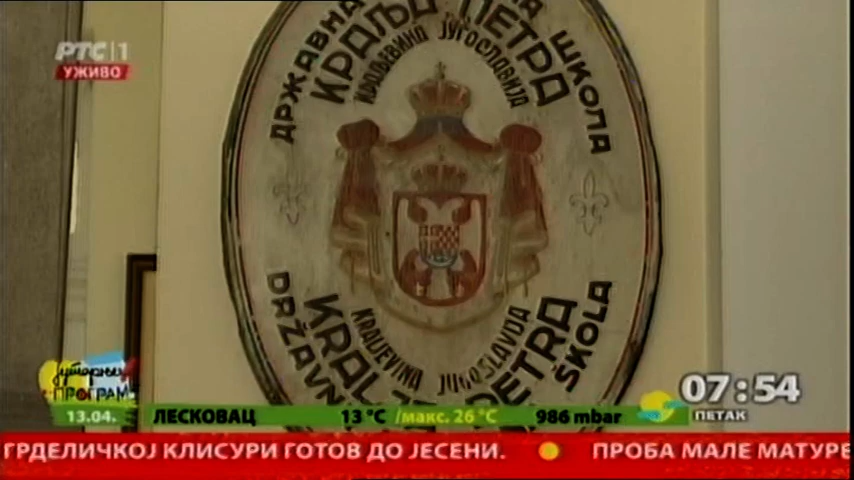 РТС 1
УЖИВО
ДРЖАВНА
ШКОЛА
КРАЉА ПЕТРА
КРАЉЕВИНА ЈУГОСЛАВИЈА
KRALJEVINA JUGOSLAVIJA
PETRA
DRŽAVNA
ŠKOLA
Јутарњи
ПРОГРАМ
13.04.
ЛЕСКОВАЦ 13 °C /макс. 26 °C 986 mbar
07:54
ПЕТАК
ГРДЕЛИЧКОЈ КЛИСУРИ ГОТОВ ДО ЈЕСЕНИ. ПРОБА МАЛЕ МАТУРЕ